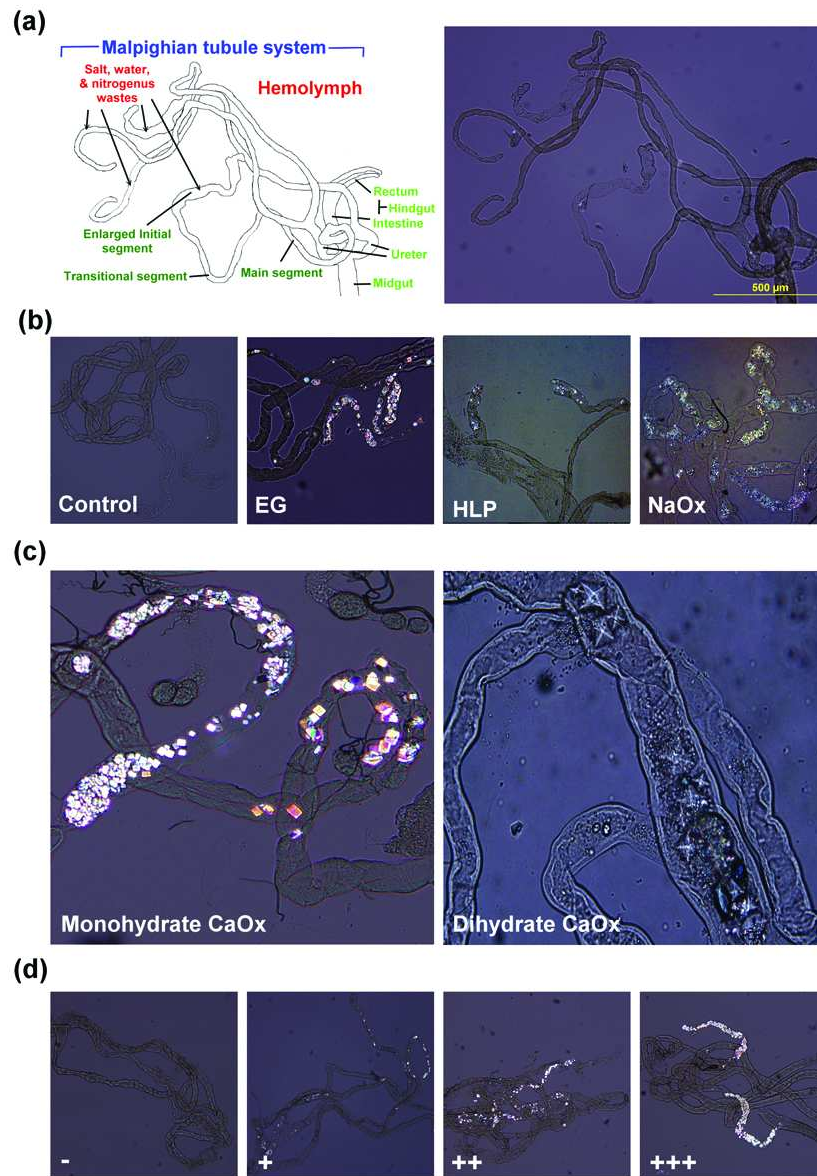 (a)
Malpighian tubule system
Salt, water,
& nitrogenus
wastes
Hemolymph
Rectum
Hindgut
Intestine
Enlarged Initial
segment
Ureter
Transitional segment
Main segment
Midgut
500 µm
(b)
Control
EG
HLP
NaOx
(c)
Monohydrate CaOx
Dihydrate CaOx
(d)
-
+
++
+++